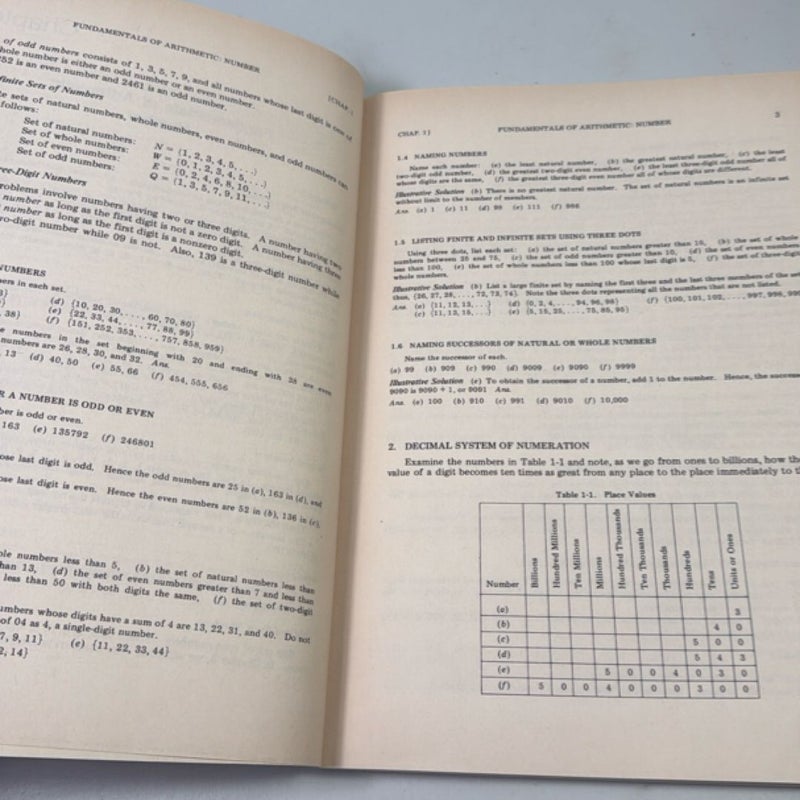 FUNDAMENTALS OF ARITHMETIC: NUMBER
[CHAP. 1
of odd numbers consists of 1, 3, 5, 7, 9, and all numbers whose last digit is one of
whole number is either an odd number or an even number.
252 is an even number and 2461 is an odd number.
finite Sets of Numbers
sets of natural numbers, whole numbers, even numbers, and odd numbers can
follows:
Set of natural numbers: N = {1, 2, 3, 4, 5, . . .}
Set of whole numbers: W = {0, 1, 2, 3, 4, 5, . . .}
Set of even numbers: E = {0, 2, 4, 6, 8, 10, . . .}
Set of odd numbers: Q = {1, 3, 5, 7, 9, 11, . . .}
ree-Digit Numbers
roblems involve numbers having two or three digits. A number having two
number as long as the first digit is not a zero digit. A number having three
number as long as the first digit is a nonzero digit.
ro-digit number while 09 is not. Also, 139 is a three-digit number while
NUMBERS
bers in each set.
(d) {10, 20, 30, . . . , 60, 70, 80}
(e) {22, 33, 44, . . . , 77, 88, 99}
, 38} (f) {151, 252, 353, . . . , 757, 858, 959}
e numbers in the set beginning with 20 and ending with 38 are even
numbers are 26, 28, 30, and 32. Ans.
, 13 (d) 40, 50 (e) 55, 66 (f) 454, 555, 656
R A NUMBER IS ODD OR EVEN
ber is odd or even.
163 (e) 135792 (f) 246801
ose last digit is odd. Hence the odd numbers are 25 in (a), 163 in (d), and
ose last digit is even. Hence the even numbers are 52 in (b), 136 in (c),
ole numbers less than 5, (b) the set of natural numbers less than
han 13, (d) the set of even numbers greater than 7 and less than
less than 50 with both digits the same, (f) the set of two-digit
umbers whose digits have a sum of 4 are 13, 22, 31, and 40. Do not
of 04 as 4, a single-digit number.
7, 9, 11} (e) {11, 22, 33, 44}
2, 14}
CHAP. 1] FUNDAMENTALS OF ARITHMETIC: NUMBER 3
1.4 NAMING NUMBERS
Name each number: (a) the least natural number, (b) the greatest natural number, (c) the least
two-digit odd number, (d) the greatest two-digit even number, (e) the least three-digit odd number all of
whose digits are the same, (f) the greatest three-digit even number all of whose digits are different.
Illustrative Solution (b) There is no greatest natural number. The set of natural numbers is an infinite set
without limit to the number of members.
Ans. (a) 1 (c) 11 (d) 98 (e) 111 (f) 986
1.5 LISTING FINITE AND INFINITE SETS USING THREE DOTS
Using three dots, list each set: (a) the set of natural numbers greater than 10, (b) the set of whole
numbers between 25 and 75, (c) the set of odd numbers greater than 10, (d) the set of even numbers
less than 100, (e) the set of whole numbers less than 100 whose last digit is 5, (f) the set of three-digit
whole numbers.
Illustrative Solution (b) List a large finite set by naming the first three and the last three members of the set
thus, {26, 27, 28, . . . , 72, 73, 74}. Note the three dots representing all the numbers that are not listed.
Ans. (a) {11, 12, 13, . . .} (d) {0, 2, 4, . . . , 94, 96, 98} (f) {100, 101, 102, . . . , 997, 998, 999
(c) {11, 13, 15, . . .} (e) {5, 15, 25, . . . , 75, 85, 95}
1.6 NAMING SUCCESSORS OF NATURAL OR WHOLE NUMBERS
Name the successor of each.
(a) 99 (b) 909 (c) 990 (d) 9009 (e) 9090 (f) 9999
Illustrative Solution (e) To obtain the successor of a number, add 1 to the number. Hence, the succes
9090 is 9090 + 1, or 9091 Ans.
Ans. (a) 100 (b) 910 (c) 991 (d) 9010 (f) 10,000
2. DECIMAL SYSTEM OF NUMERATION
Examine the numbers in Table 1-1 and note, as we go from ones to billions, how the
value of a digit becomes ten times as great from any place to the place immediately to t
Table 1-1. Place Values
Number Billions Hundred Millions Ten Millions Millions Hundred Thousands Ten Thousands Thousands Hundreds Tens Units or Ones
(a) 3
(b) 4 0
(c) 5 0 0
(d) 5 4 3
(e) 5 0 0 4 0 3 0
(f) 5 0 0 4 0 0 0 3 0 0